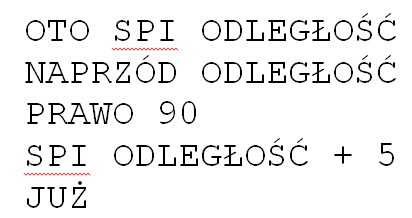 OTO SPI ODLEGŁOŚĆ
NAPRZÓD ODLEGŁOŚĆ
PRAWO 90
SPI ODLEGŁOŚĆ + 5
JUŻ